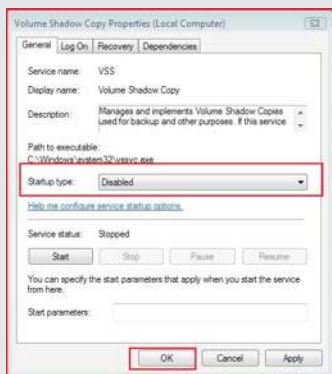 Volume Shadow Copy Properties (Local Computer)
General Log On Recovery Dependencies
Service name: VSS
Display name: Volume Shadow Copy
Description: Manages and implements Volume Shadow Copies
used for backup and other purposes. If this service
Path to executable:
C:\Windows\system32\vssvc.exe
Startup type: Disabled
Help me configure service startup options.
Service status: Stopped
Start Stop Pause Resume
You can specify the start parameters that apply when you start the service
from here.
Start parameters:
OK Cancel Apply